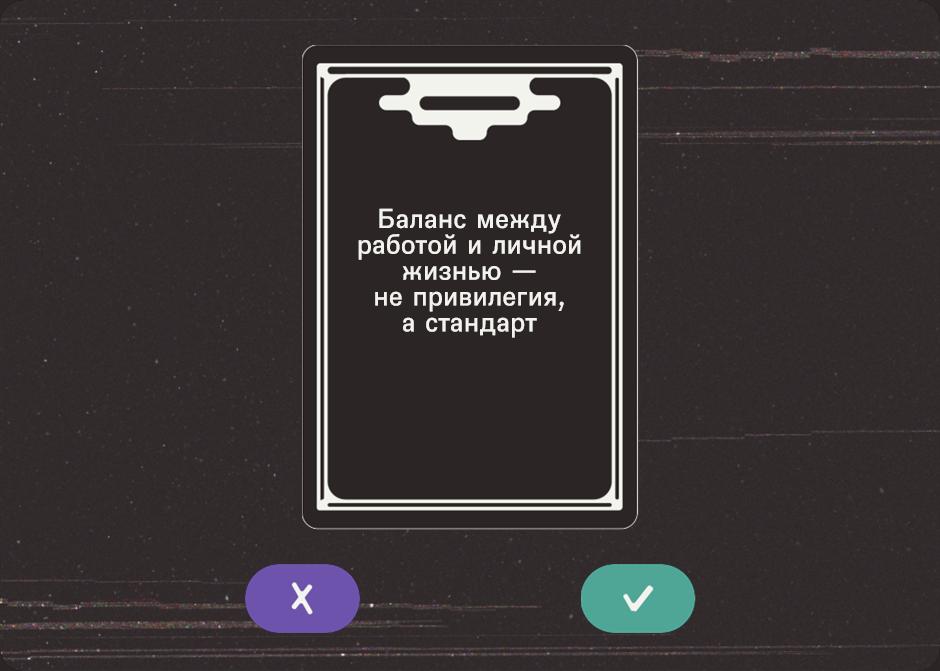 Баланс между
работой и личной
жизнью —
не привилегия,
а стандарт